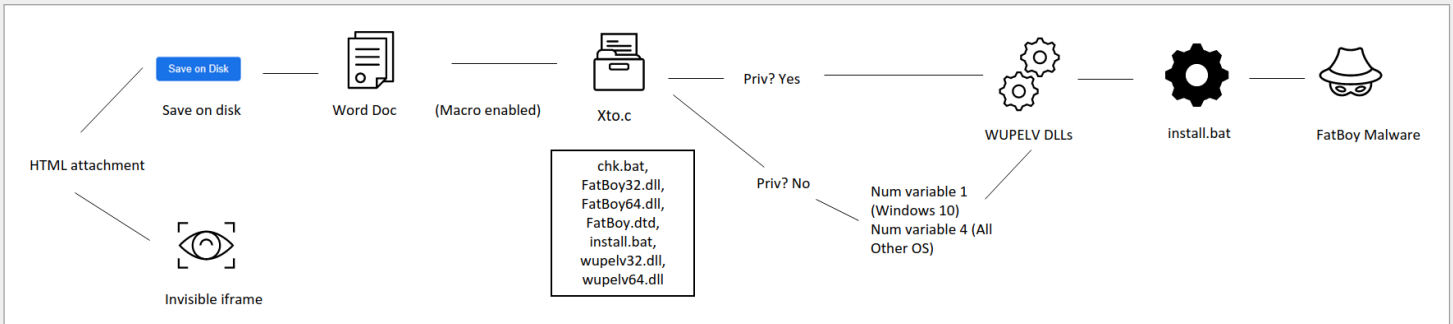 Save on Disk
Save on disk
Word Doc
(Macro enabled)
Xto.c
Priv? Yes
WUPELV DLLs
install.bat
FatBoy Malware
HTML attachment
chk.bat,
FatBoy32.dll,
FatBoy64.dll,
FatBoy.dtd,
install.bat,
wupelv32.dll,
wupelv64.dll
Priv? No
Num variable 1
(Windows 10)
Num variable 4 (All
Other OS)
Invisible iframe